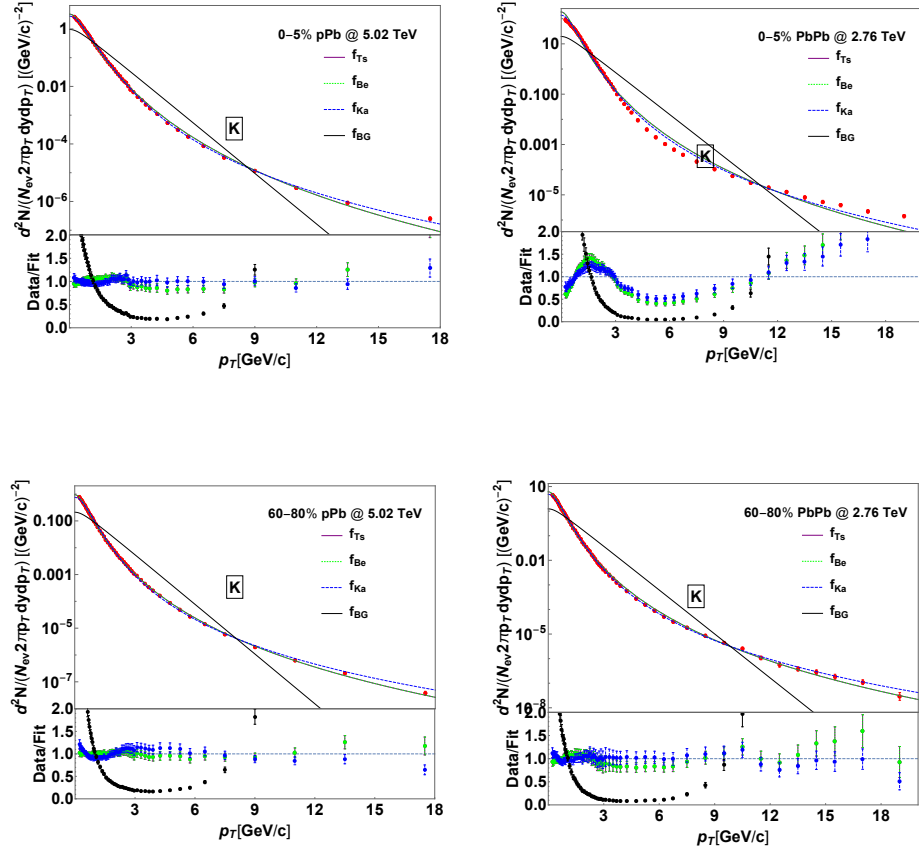 0–5% pPb @ 5.02 TeV
f_Ts
f_Be
f_Ka
f_BG
K
d²N/(N_ev 2πp_T dydp_T) [(GeV/c)⁻²]
1
0.01
10⁻⁴
10⁻⁶
Data/Fit
2.0
1.5
1.0
0.5
0.0
3 6 9 12 15 18
p_T[GeV/c]
0–5% PbPb @ 2.76 TeV
f_Ts
f_Be
f_Ka
f_BG
K
d²N/(N_ev 2πp_T dydp_T) [(GeV/c)⁻²]
10
0.100
0.001
10⁻⁵
Data/Fit
2.0
1.5
1.0
0.5
0.0
3 6 9 12 15 18
p_T[GeV/c]
60–80% pPb @ 5.02 TeV
f_Ts
f_Be
f_Ka
f_BG
K
d²N/(N_ev 2πp_T dydp_T) [(GeV/c)⁻²]
0.100
0.001
10⁻⁵
10⁻⁷
Data/Fit
2.0
1.5
1.0
0.5
0.0
3 6 9 12 15 18
p_T[GeV/c]
60–80% PbPb @ 2.76 TeV
f_Ts
f_Be
f_Ka
f_BG
K
d²N/(N_ev 2πp_T dydp_T) [(GeV/c)⁻²]
10
0.01
10⁻⁵
10⁻⁸
Data/Fit
2.0
1.5
1.0
0.5
0.0
3 6 9 12 15 18
p_T[GeV/c]